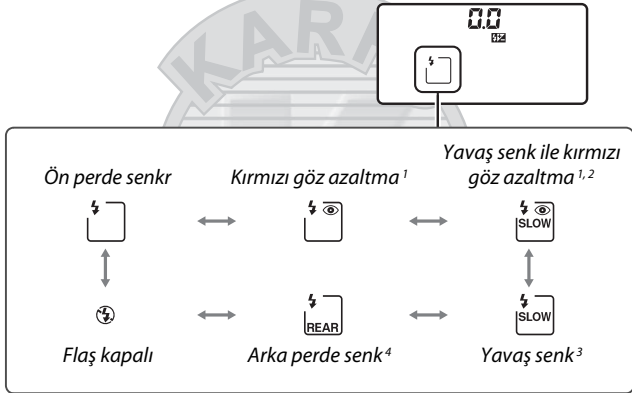 KARA
0.0
Yavaş senk ile kırmızı
Ön perde senkr Kırmızı göz azaltma 1 göz azaltma 1, 2
SLOW
REAR SLOW
Flaş kapalı Arka perde senk 4 Yavaş senk 3